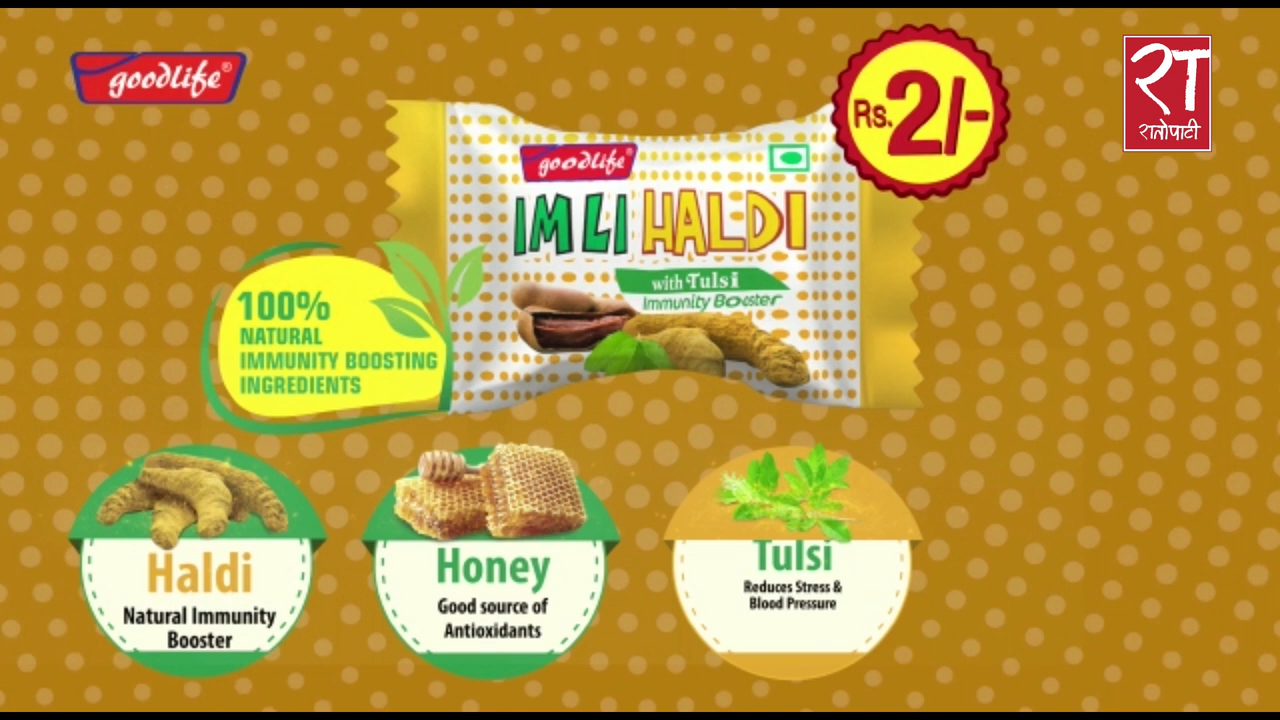 goodlife®
Rs. 2/-
रा
रातोपाटी
goodlife®
IMLI HALDI
with Tulsi
Immunity Booster
100%
NATURAL
IMMUNITY BOOSTING
INGREDIENTS
Haldi
Natural Immunity
Booster
Honey
Good source of
Antioxidants
Tulsi
Reduces Stress &
Blood Pressure